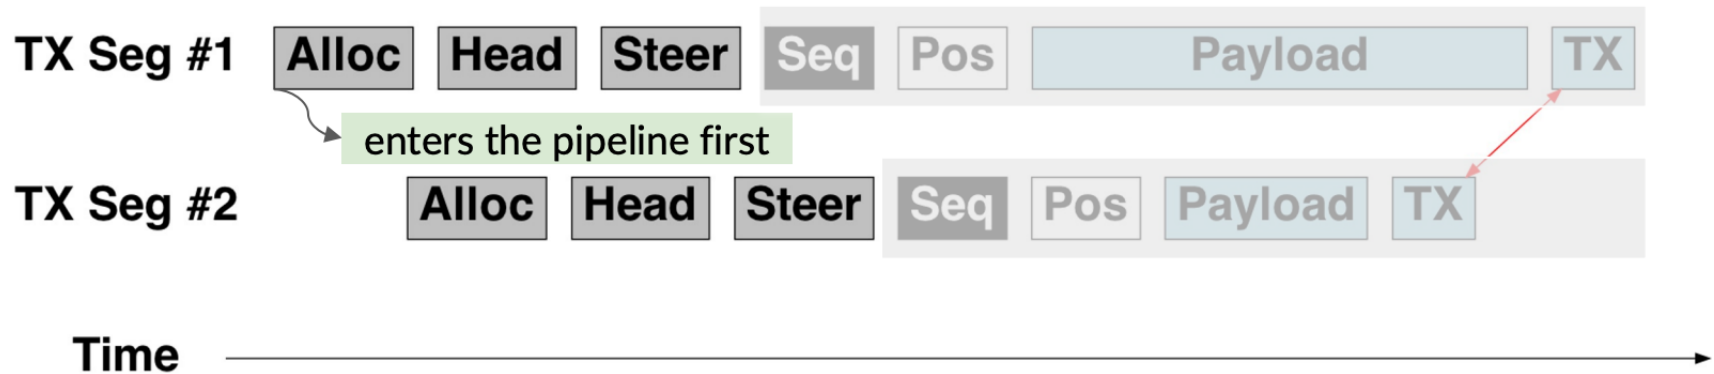 TX Seg #1 Alloc Head Steer Seq Pos Payload TX
enters the pipeline first
TX Seg #2 Alloc Head Steer Seq Pos Payload TX
Time